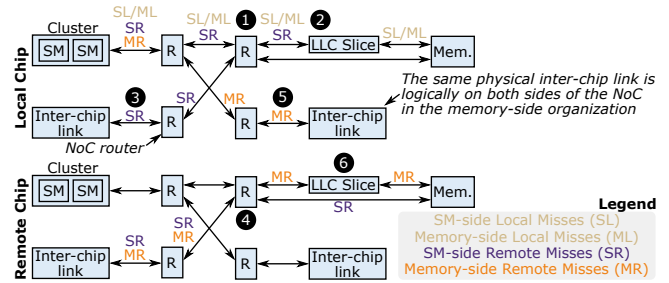 SL/ML
SR
MR
SL/ML
SR
1
SL/ML
SR
2
SL/ML
Cluster
SM SM
R
R
LLC Slice
Mem.
Local Chip
The same physical inter-chip link is
logically on both sides of the NoC
in the memory-side organization
3
SR
SR
MR
5
MR
Inter-chip
link
R
R
Inter-chip
link
NoC router
6
Cluster
SM SM
R
R
MR
LLC Slice
MR
Mem.
SR
Remote Chip
4
SR
MR
SR
MR
Inter-chip
link
R
R
Inter-chip
link
Legend
SM-side Local Misses (SL)
Memory-side Local Misses (ML)
SM-side Remote Misses (SR)
Memory-side Remote Misses (MR)